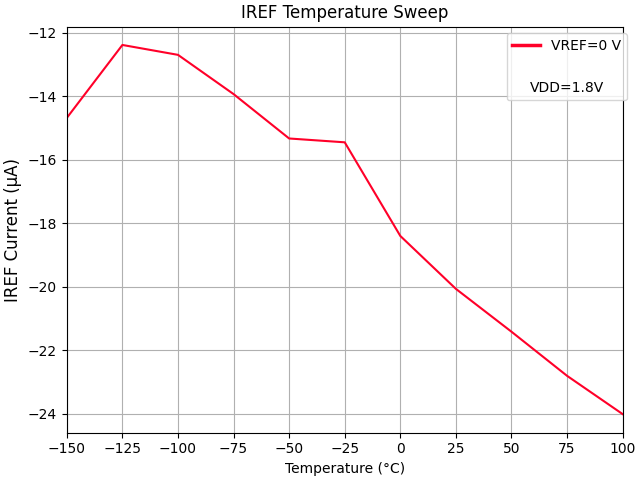 IREF Temperature Sweep
VREF=0 V
VDD=1.8V
IREF Current (μA)
−12
−14
−16
−18
−20
−22
−24
−150 −125 −100 −75 −50 −25 0 25 50 75 100
Temperature (°C)